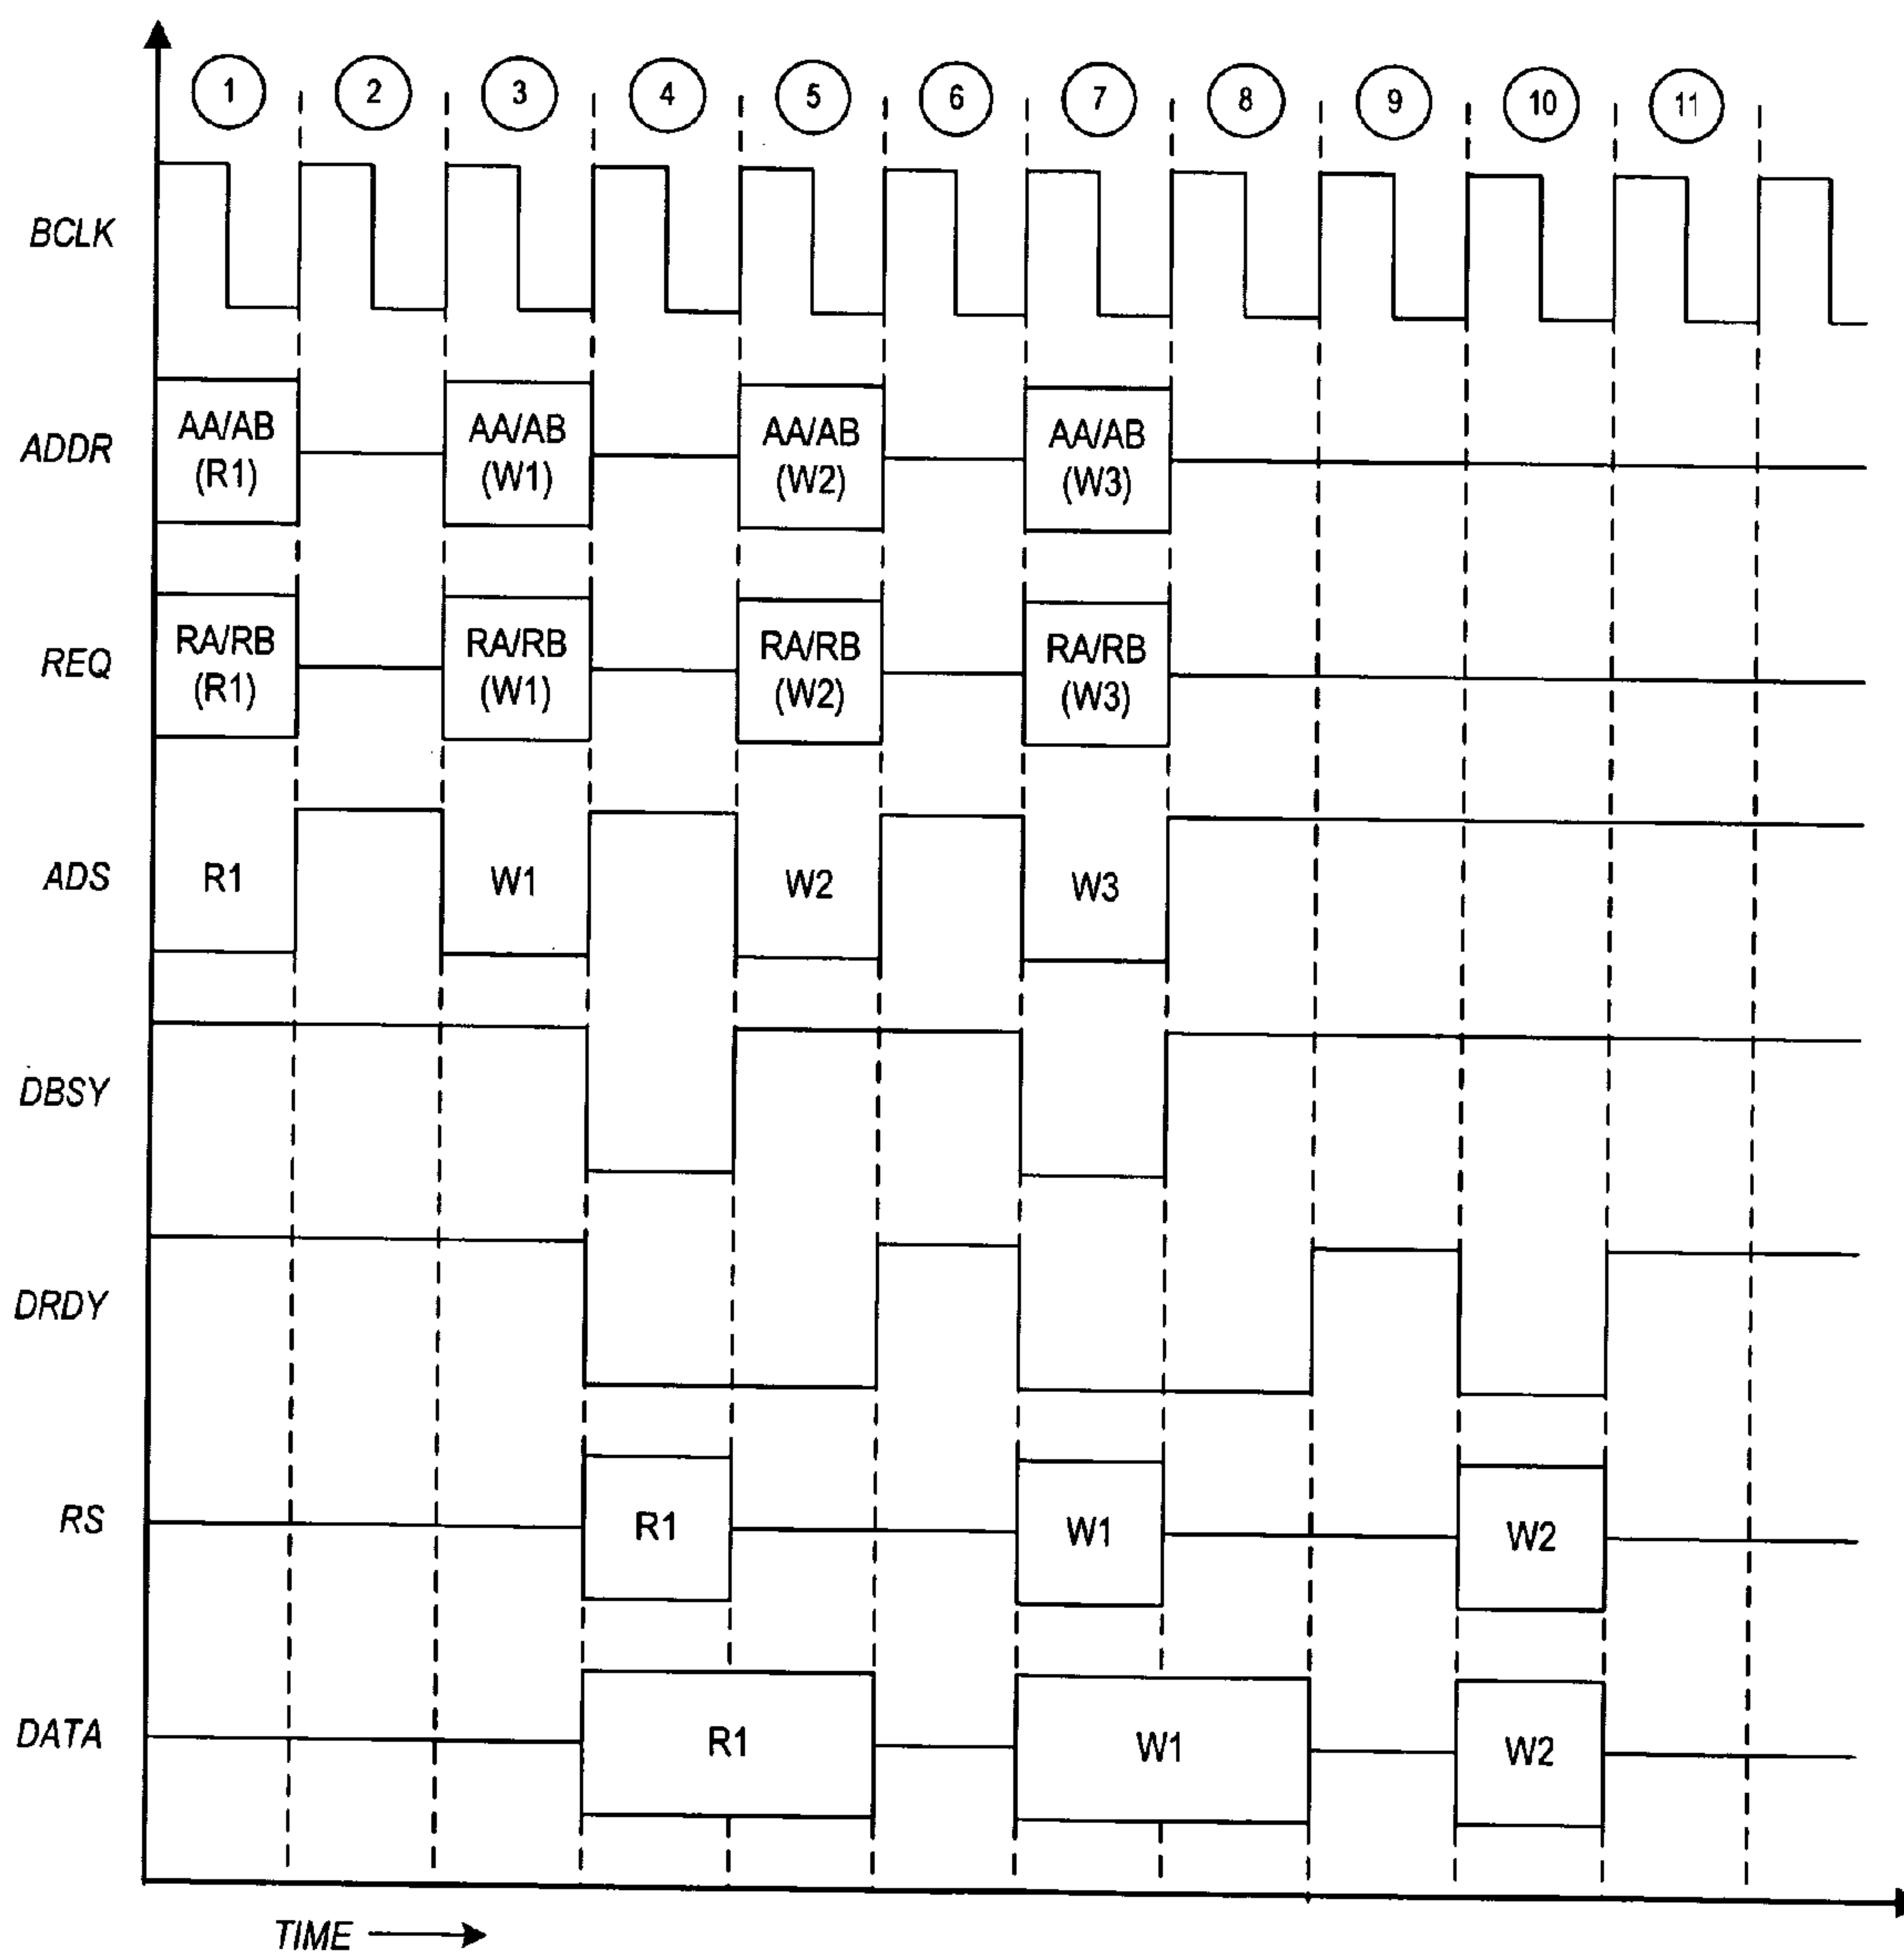 1 2 3 4 5 6 7 8 9 10 11
BCLK
ADDR
AA/AB
(R1)
AA/AB
(W1)
AA/AB
(W2)
AA/AB
(W3)
REQ
RA/RB
(R1)
RA/RB
(W1)
RA/RB
(W2)
RA/RB
(W3)
ADS R1 W1 W2 W3
DBSY
DRDY
RS R1 W1 W2
DATA R1 W1 W2
TIME